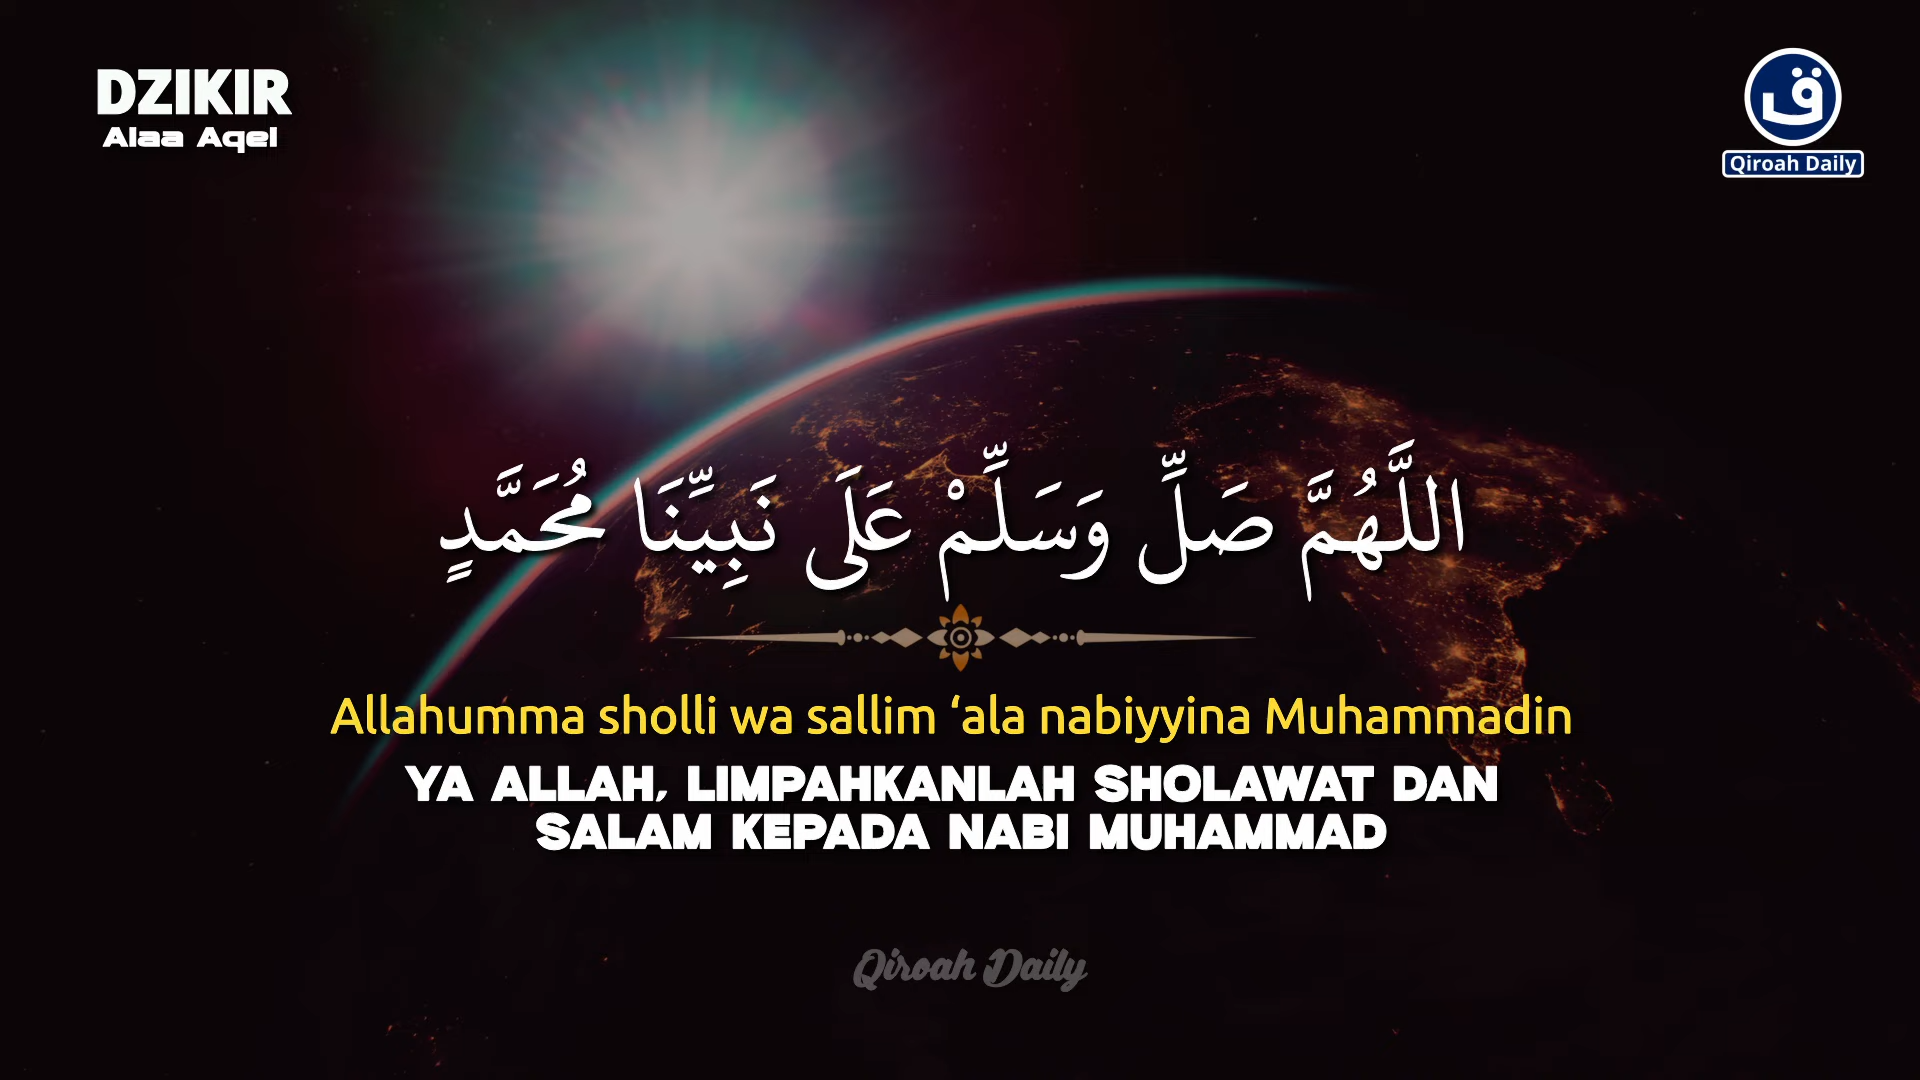 DZIKIR
Alaa Aqel
ق
Qiroah Daily
اللَّهُمَّ صَلِّ وَسَلِّمْ عَلَى نَبِيِّنَا مُحَمَّدٍ
Allahumma sholli wa sallim ‘ala nabiyyina Muhammadin
YA ALLAH, LIMPAHKANLAH SHOLAWAT DAN
SALAM KEPADA NABI MUHAMMAD
Qiroah Daily